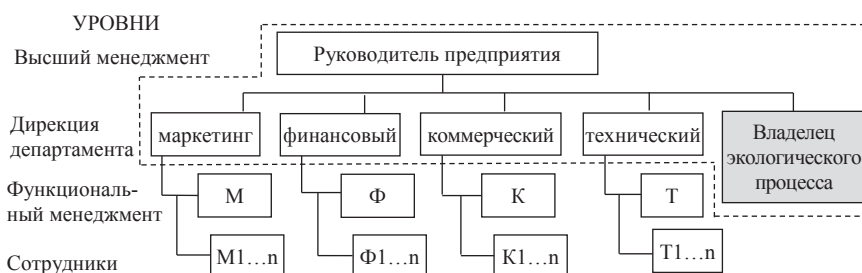 УРОВНИ
Высший менеджмент
Руководитель предприятия
Дирекция
департамента
маркетинг
финансовый
коммерческий
технический
Владелец
экологического
процесса
Функциональ-
ный менеджмент
М
Ф
К
Т
Сотрудники
М1…n
Ф1…n
К1…n
Т1…n